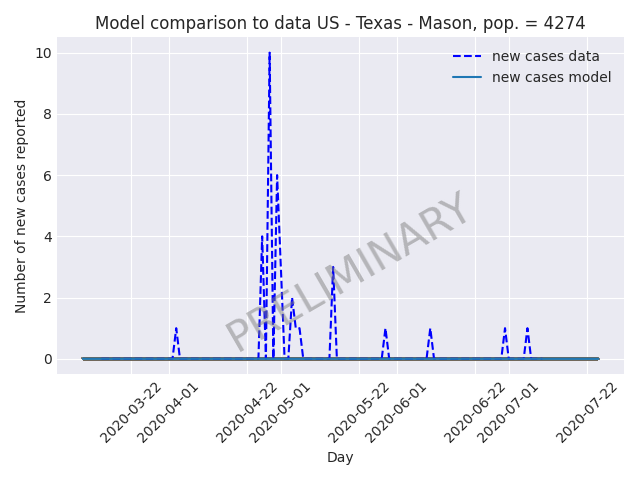 Model comparison to data US - Texas - Mason, pop. = 4274
new cases data
new cases model
Number of new cases reported
10
8
6
4
2
0
PRELIMINARY
2020-03-22
2020-04-01
2020-04-22
2020-05-01
2020-05-22
2020-06-01
2020-06-22
2020-07-01
2020-07-22
Day